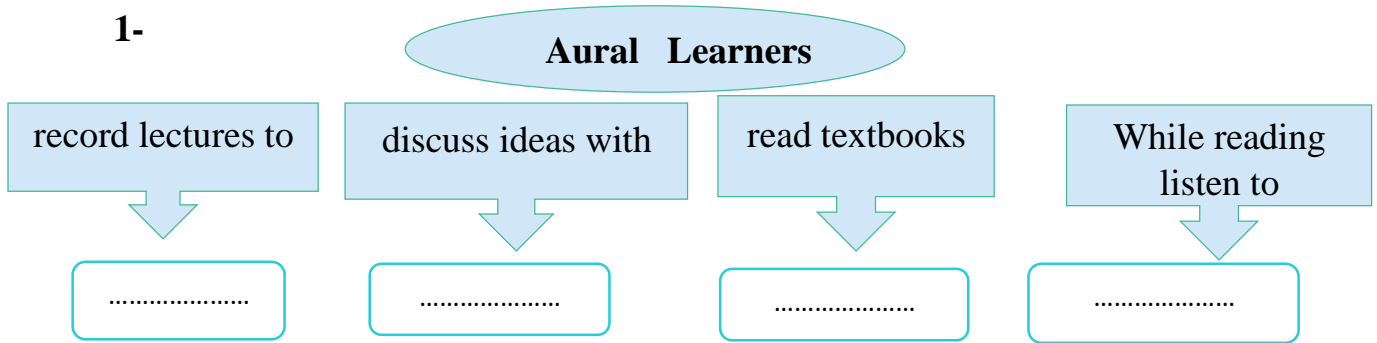 1-
Aural Learners
record lectures to
discuss ideas with
read textbooks
While reading
listen to
.....................
.....................
.....................
.....................